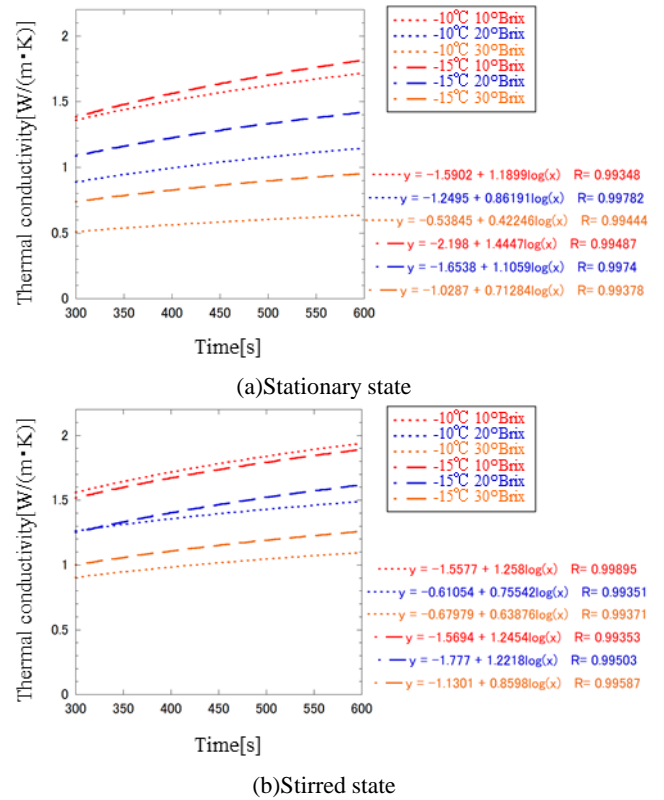 -10℃ 10°Brix
-10℃ 20°Brix
-10℃ 30°Brix
-15℃ 10°Brix
-15℃ 20°Brix
-15℃ 30°Brix
Thermal conductivity[W/(m・K)]
2
1.5
1
0.5
0
300 350 400 450 500 550 600
Time[s]
y = -1.5902 + 1.1899log(x) R= 0.99348
y = -1.2495 + 0.86191log(x) R= 0.99782
y = -0.53845 + 0.42246log(x) R= 0.99444
y = -2.198 + 1.4447log(x) R= 0.99487
y = -1.6538 + 1.1059log(x) R= 0.9974
y = -1.0287 + 0.71284log(x) R= 0.99378
(a)Stationary state
-10℃ 10°Brix
-10℃ 20°Brix
-10℃ 30°Brix
-15℃ 10°Brix
-15℃ 20°Brix
-15℃ 30°Brix
Thermal conductivity[W/(m・K)]
2
1.5
1
0.5
0
300 350 400 450 500 550 600
Time[s]
y = -1.5577 + 1.258log(x) R= 0.99895
y = -0.61054 + 0.75542log(x) R= 0.99351
y = -0.67979 + 0.63876log(x) R= 0.99371
y = -1.5694 + 1.2454log(x) R= 0.99353
y = -1.777 + 1.2218log(x) R= 0.99503
y = -1.1301 + 0.8598log(x) R= 0.99587
(b)Stirred state